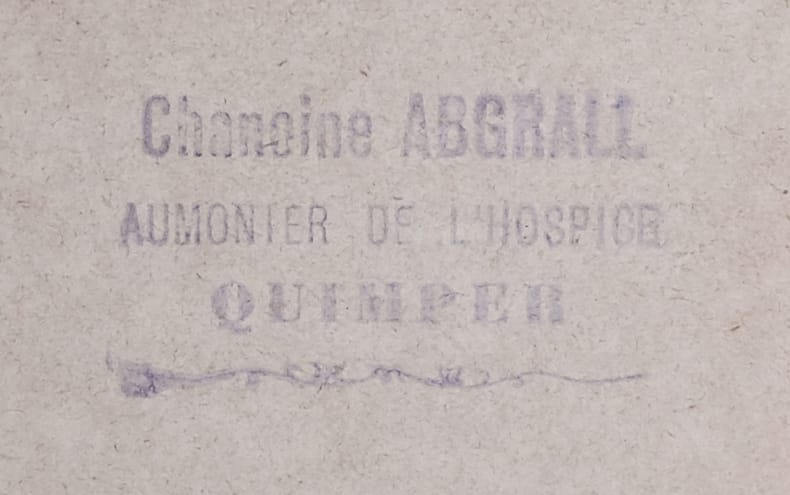 Chanoine ABGRALL
AUMONIER DE L'HOSPICE
QUIMPER